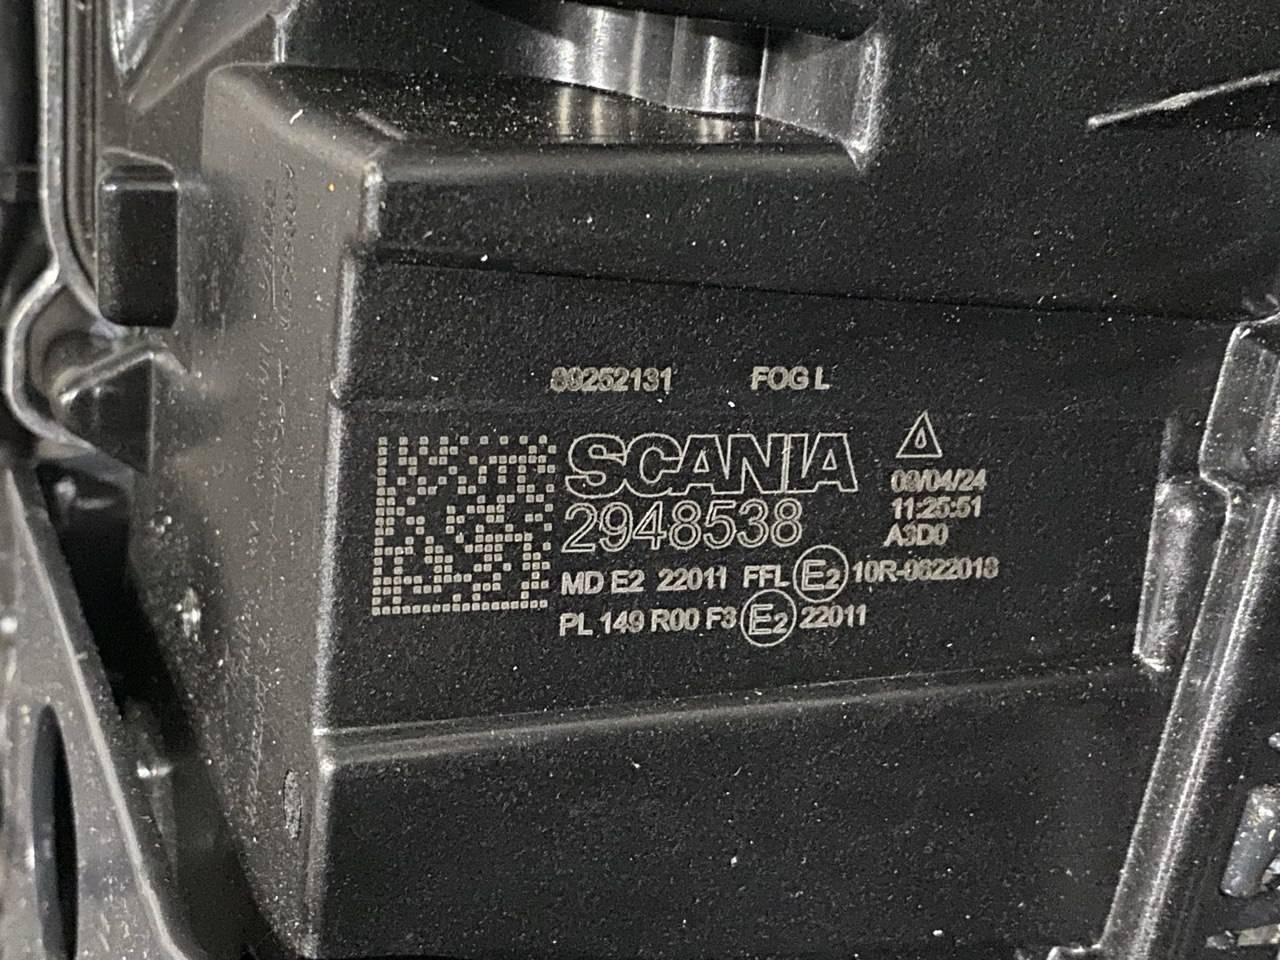 89252131 FOG L
SCANIA
2948538
09/04/24
11:25:51
A3D0
MD E2 22011 FFL E2 10R-0622018
PL 149 R00 F3 E2 22011